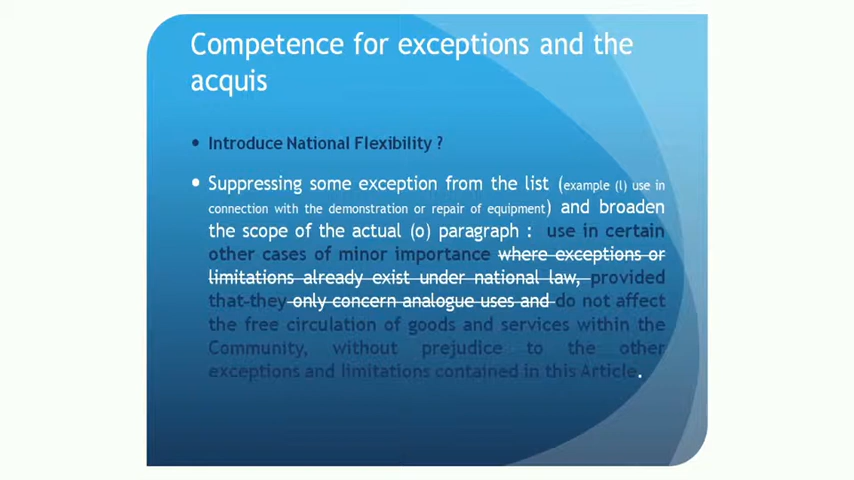 Competence for exceptions and the
acquis
• Introduce National Flexibility ?
• Suppressing some exception from the list (example (l) use in
connection with the demonstration or repair of equipment) and broaden
the scope of the actual (o) paragraph : use in certain
other cases of minor importance where exceptions or
limitations already exist under national law, provided
that they only concern analogue uses and do not affect
the free circulation of goods and services within the
Community, without prejudice to the other
exceptions and limitations contained in this Article.